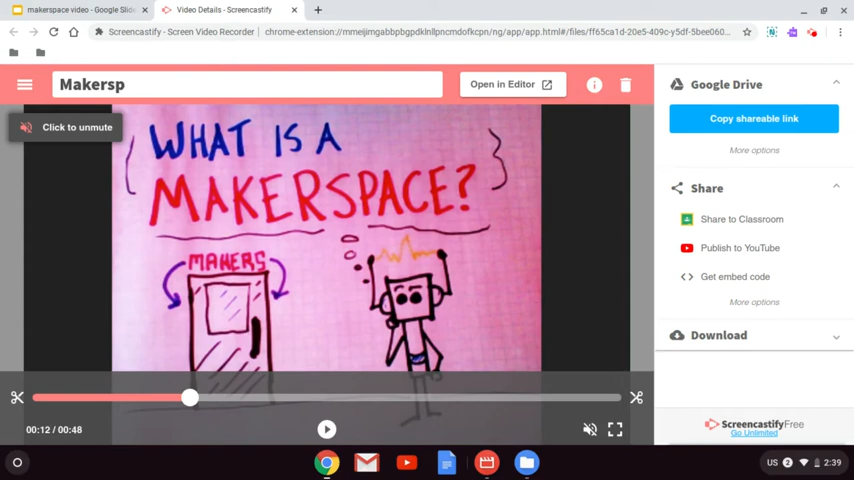 makerspace video - Google Slide
Video Details - Screencastify
Screencastify - Screen Video Recorder
chrome-extension://mmeijimgabbpbgpdklnllpncmdofkcpn/ng/app/app.html#/files/ff65ca1d-20e5-409c-y5df-5bee060...
Makersp
Open in Editor
Google Drive
Click to unmute
Copy shareable link
More options
WHAT IS A
MAKERSPACE?
MAKERS
Share
Share to Classroom
Publish to YouTube
Get embed code
More options
Download
00:12 / 00:48
ScreencastifyFree
Go Unlimited
US 2 2:39